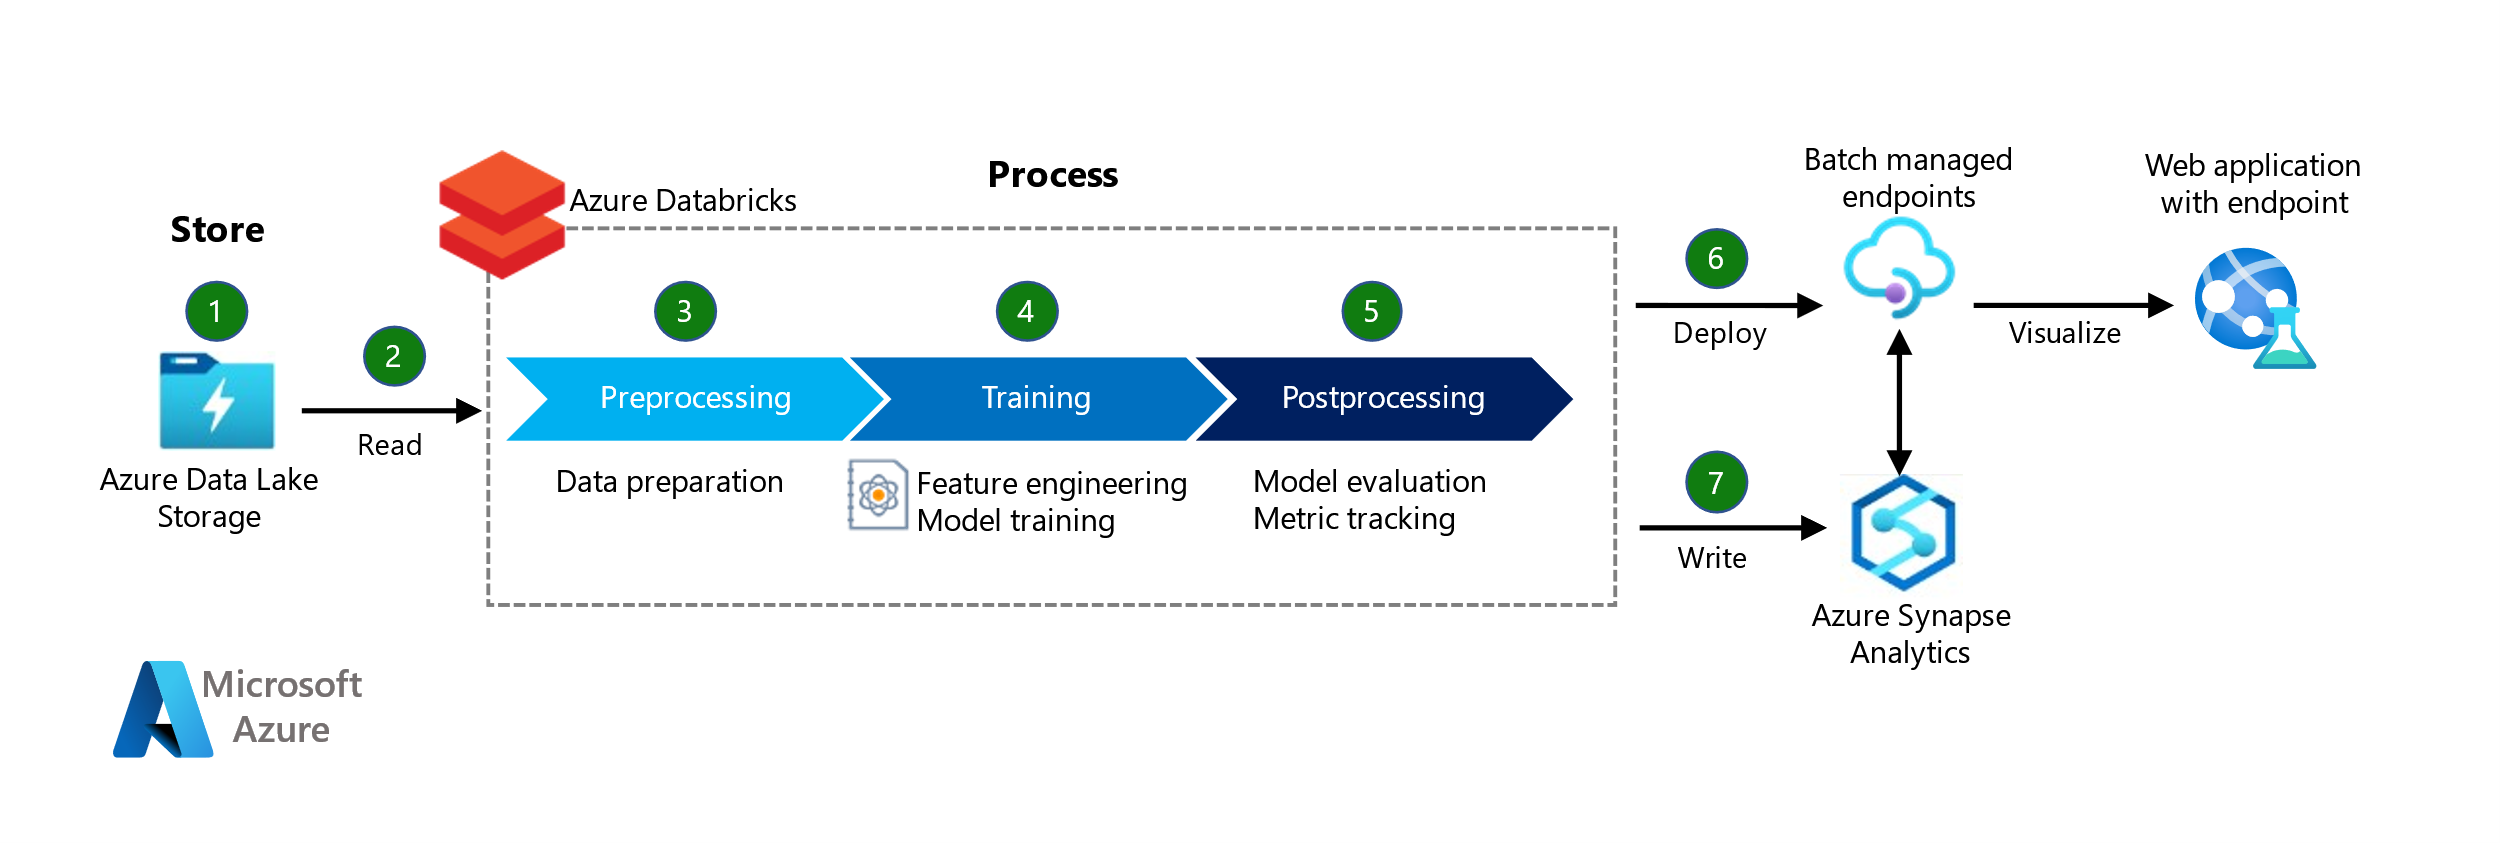 Store
1
Azure Data Lake
Storage
2
Read
Azure Databricks
Process
3
Preprocessing
Data preparation
4
Training
Feature engineering
Model training
5
Postprocessing
Model evaluation
Metric tracking
6
Deploy
Batch managed
endpoints
Visualize
Web application
with endpoint
7
Write
Azure Synapse
Analytics
Microsoft
Azure